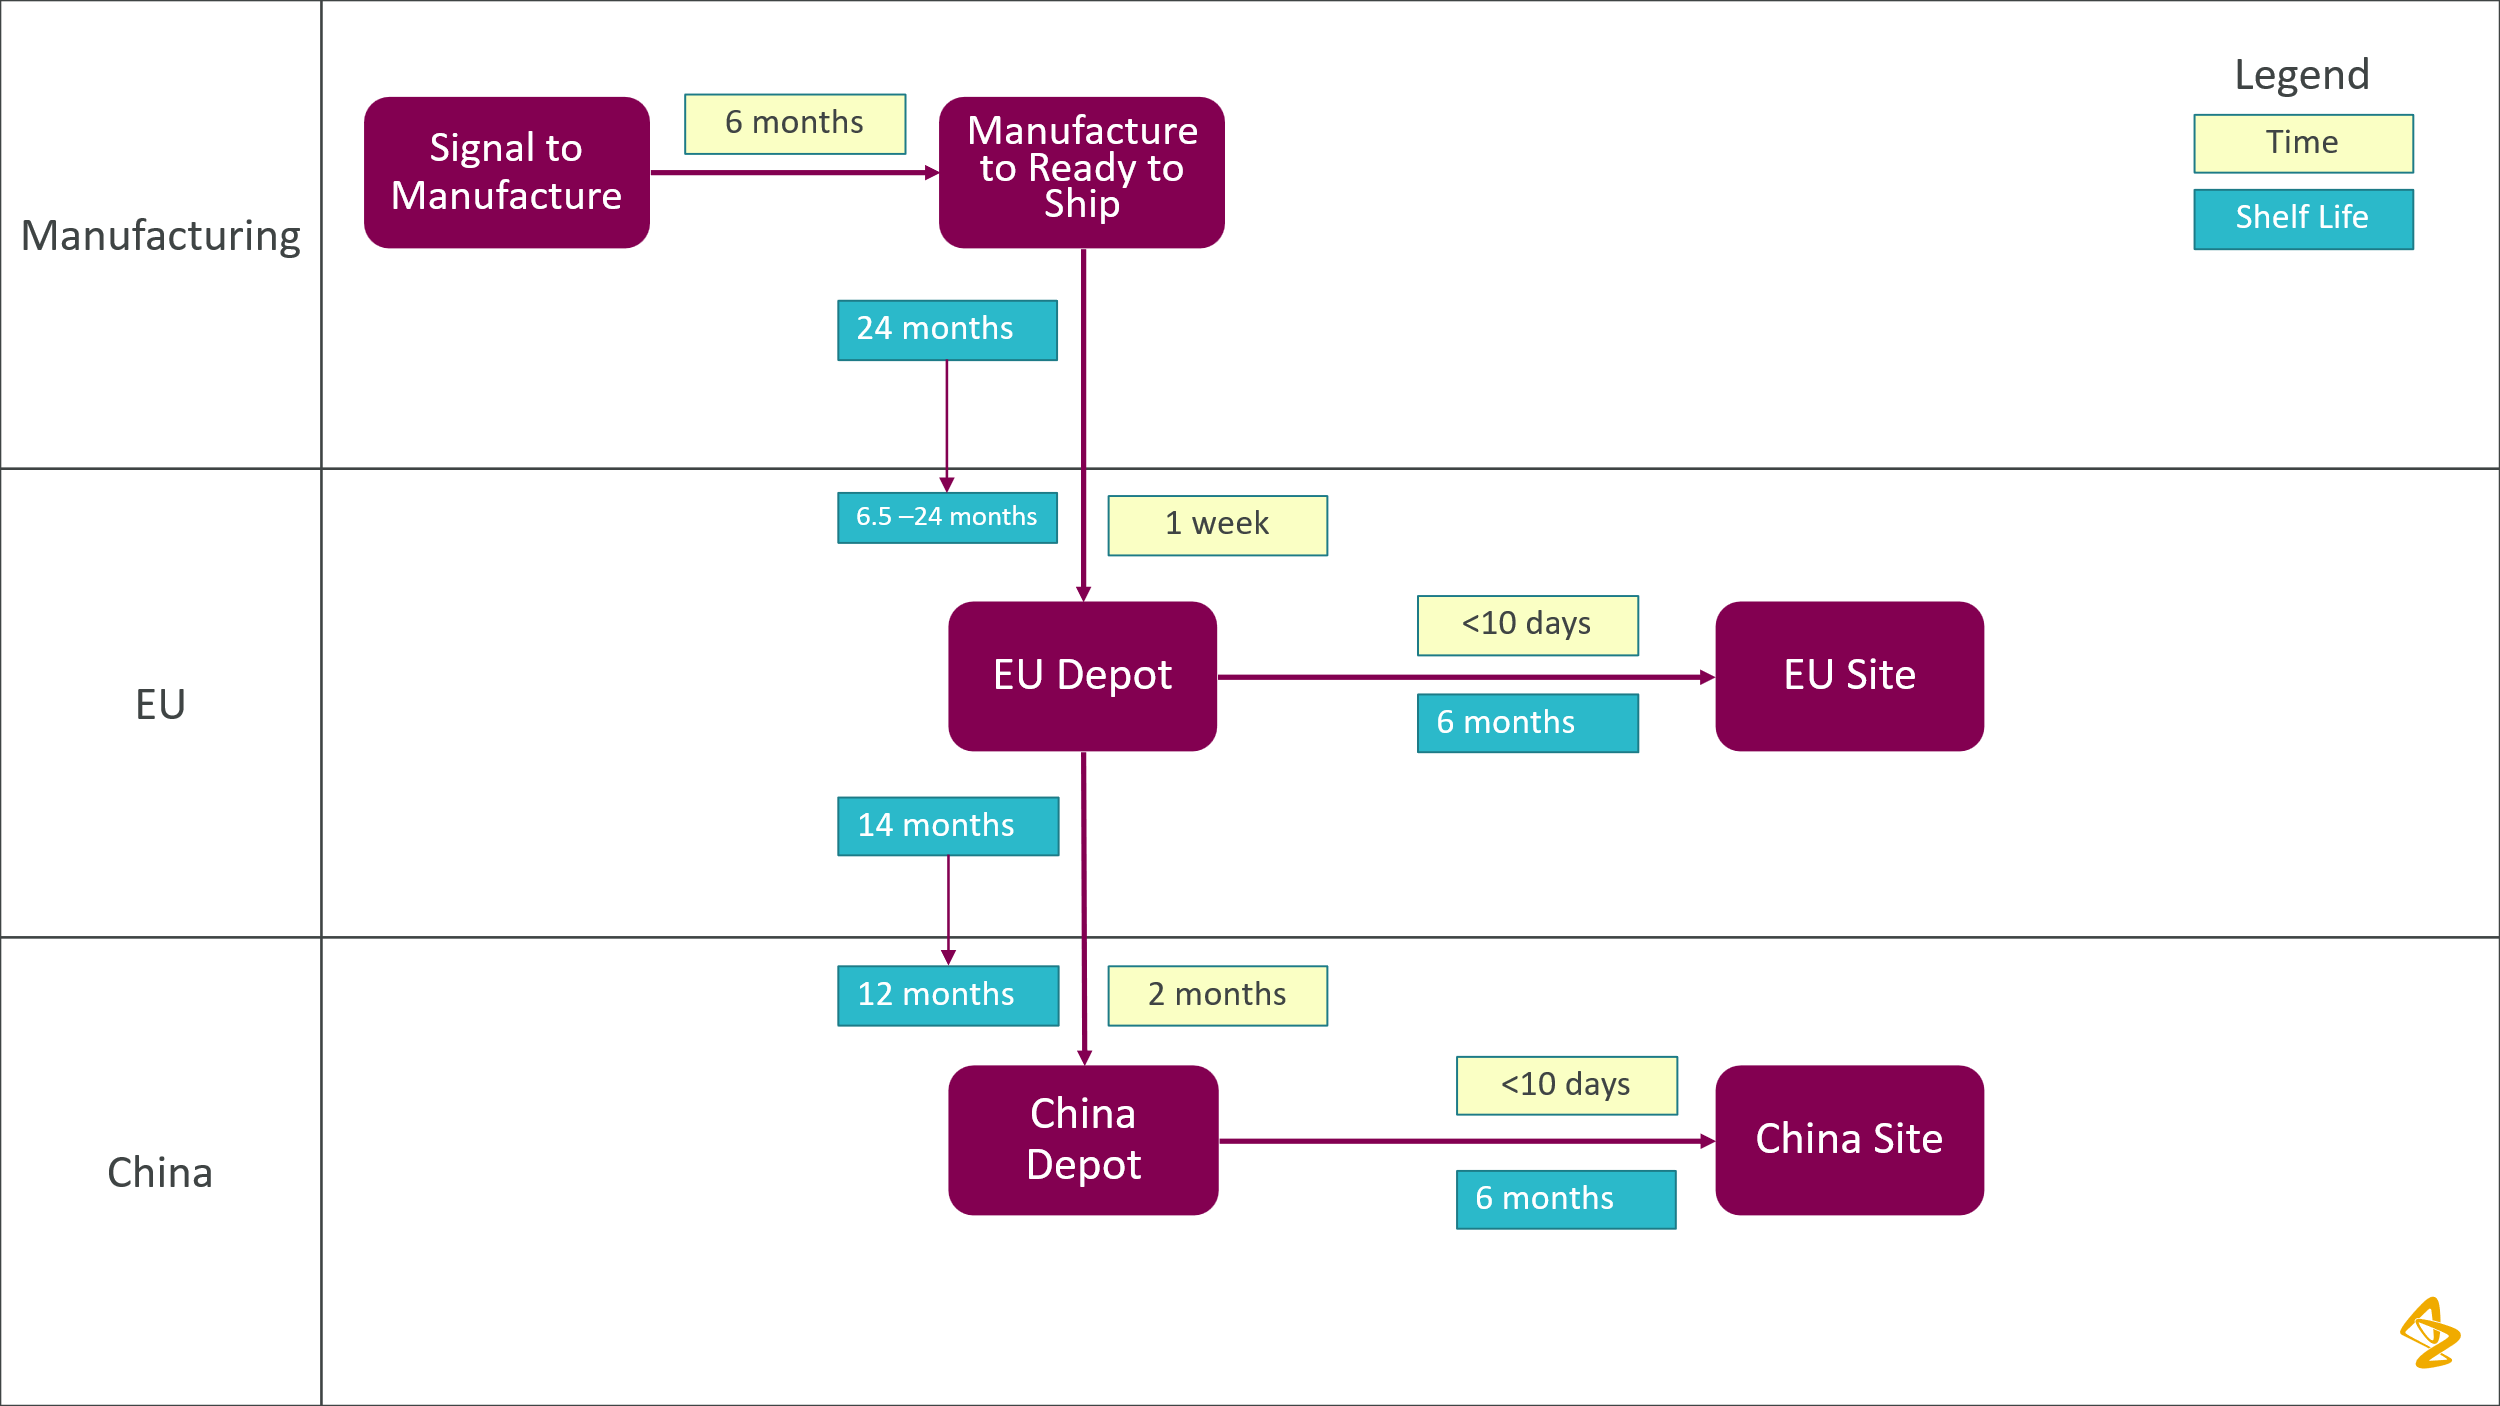 Legend
Time
Shelf Life
Manufacturing
Signal to
Manufacture
6 months
Manufacture
to Ready to
Ship
24 months
EU
6.5 –24 months
1 week
EU Depot
<10 days
6 months
EU Site
14 months
China
12 months
2 months
China
Depot
<10 days
6 months
China Site